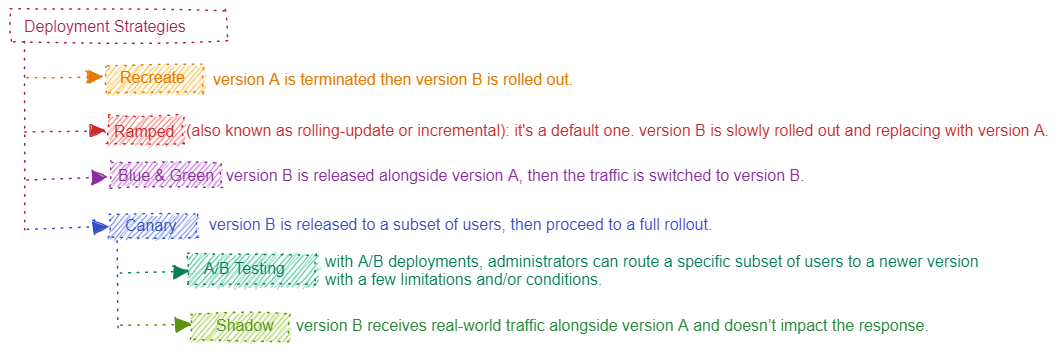 Deployment Strategies
Recreate version A is terminated then version B is rolled out.
Ramped (also known as rolling-update or incremental): it's a default one. version B is slowly rolled out and replacing with version A.
Blue & Green version B is released alongside version A, then the traffic is switched to version B.
Canary version B is released to a subset of users, then proceed to a full rollout.
A/B Testing with A/B deployments, administrators can route a specific subset of users to a newer version
with a few limitations and/or conditions.
Shadow version B receives real-world traffic alongside version A and doesn’t impact the response.